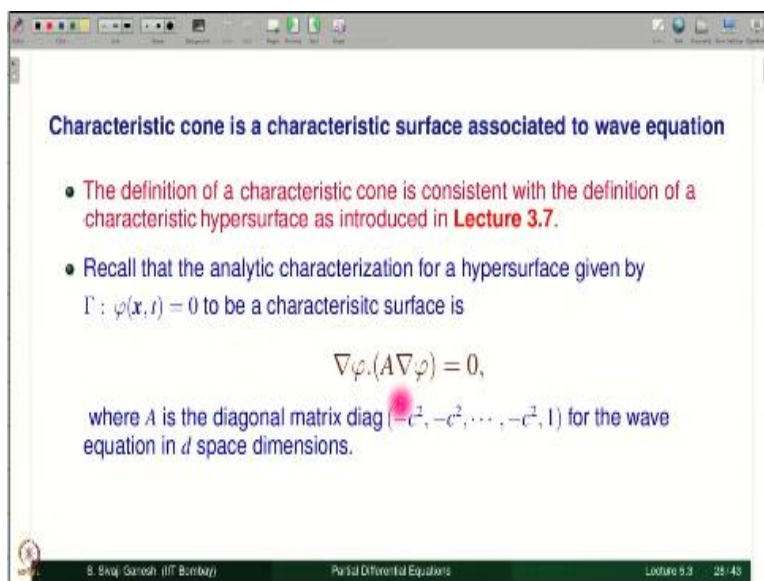 Characteristic cone is a characteristic surface associated to wave equation
The definition of a characteristic cone is consistent with the definition of a
characteristic hypersurface as introduced in Lecture 3.7.
Recall that the analytic characterization for a hypersurface given by
Γ : φ(x, t) = 0 to be a characterisitc surface is
∇φ.(A∇φ) = 0,
where A is the diagonal matrix diag (−c², −c², ⋯ , −c², 1) for the wave
equation in d space dimensions.
S. Sivaji Ganesh (IIT Bombay) Partial Differential Equations Lecture 5.3 28/43